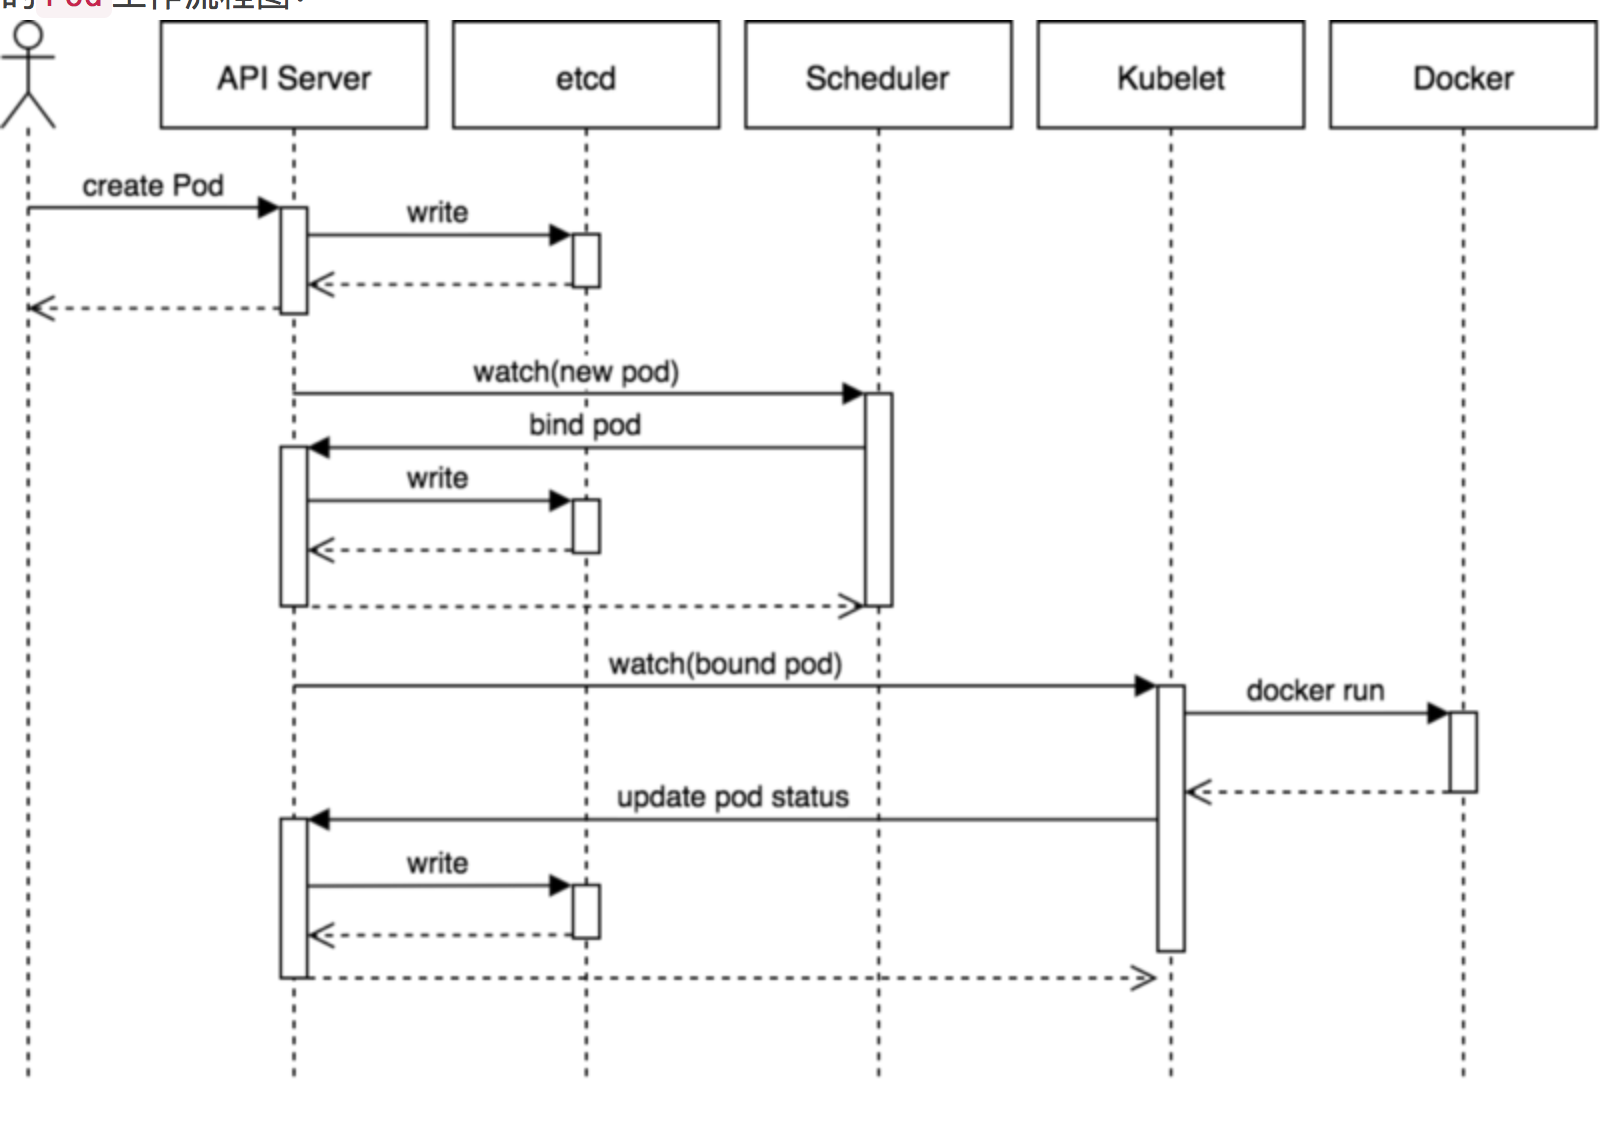 的 Pod 工作流程图：
API Server
etcd
Scheduler
Kubelet
Docker
create Pod
write
watch(new pod)
bind pod
write
watch(bound pod)
docker run
update pod status
write